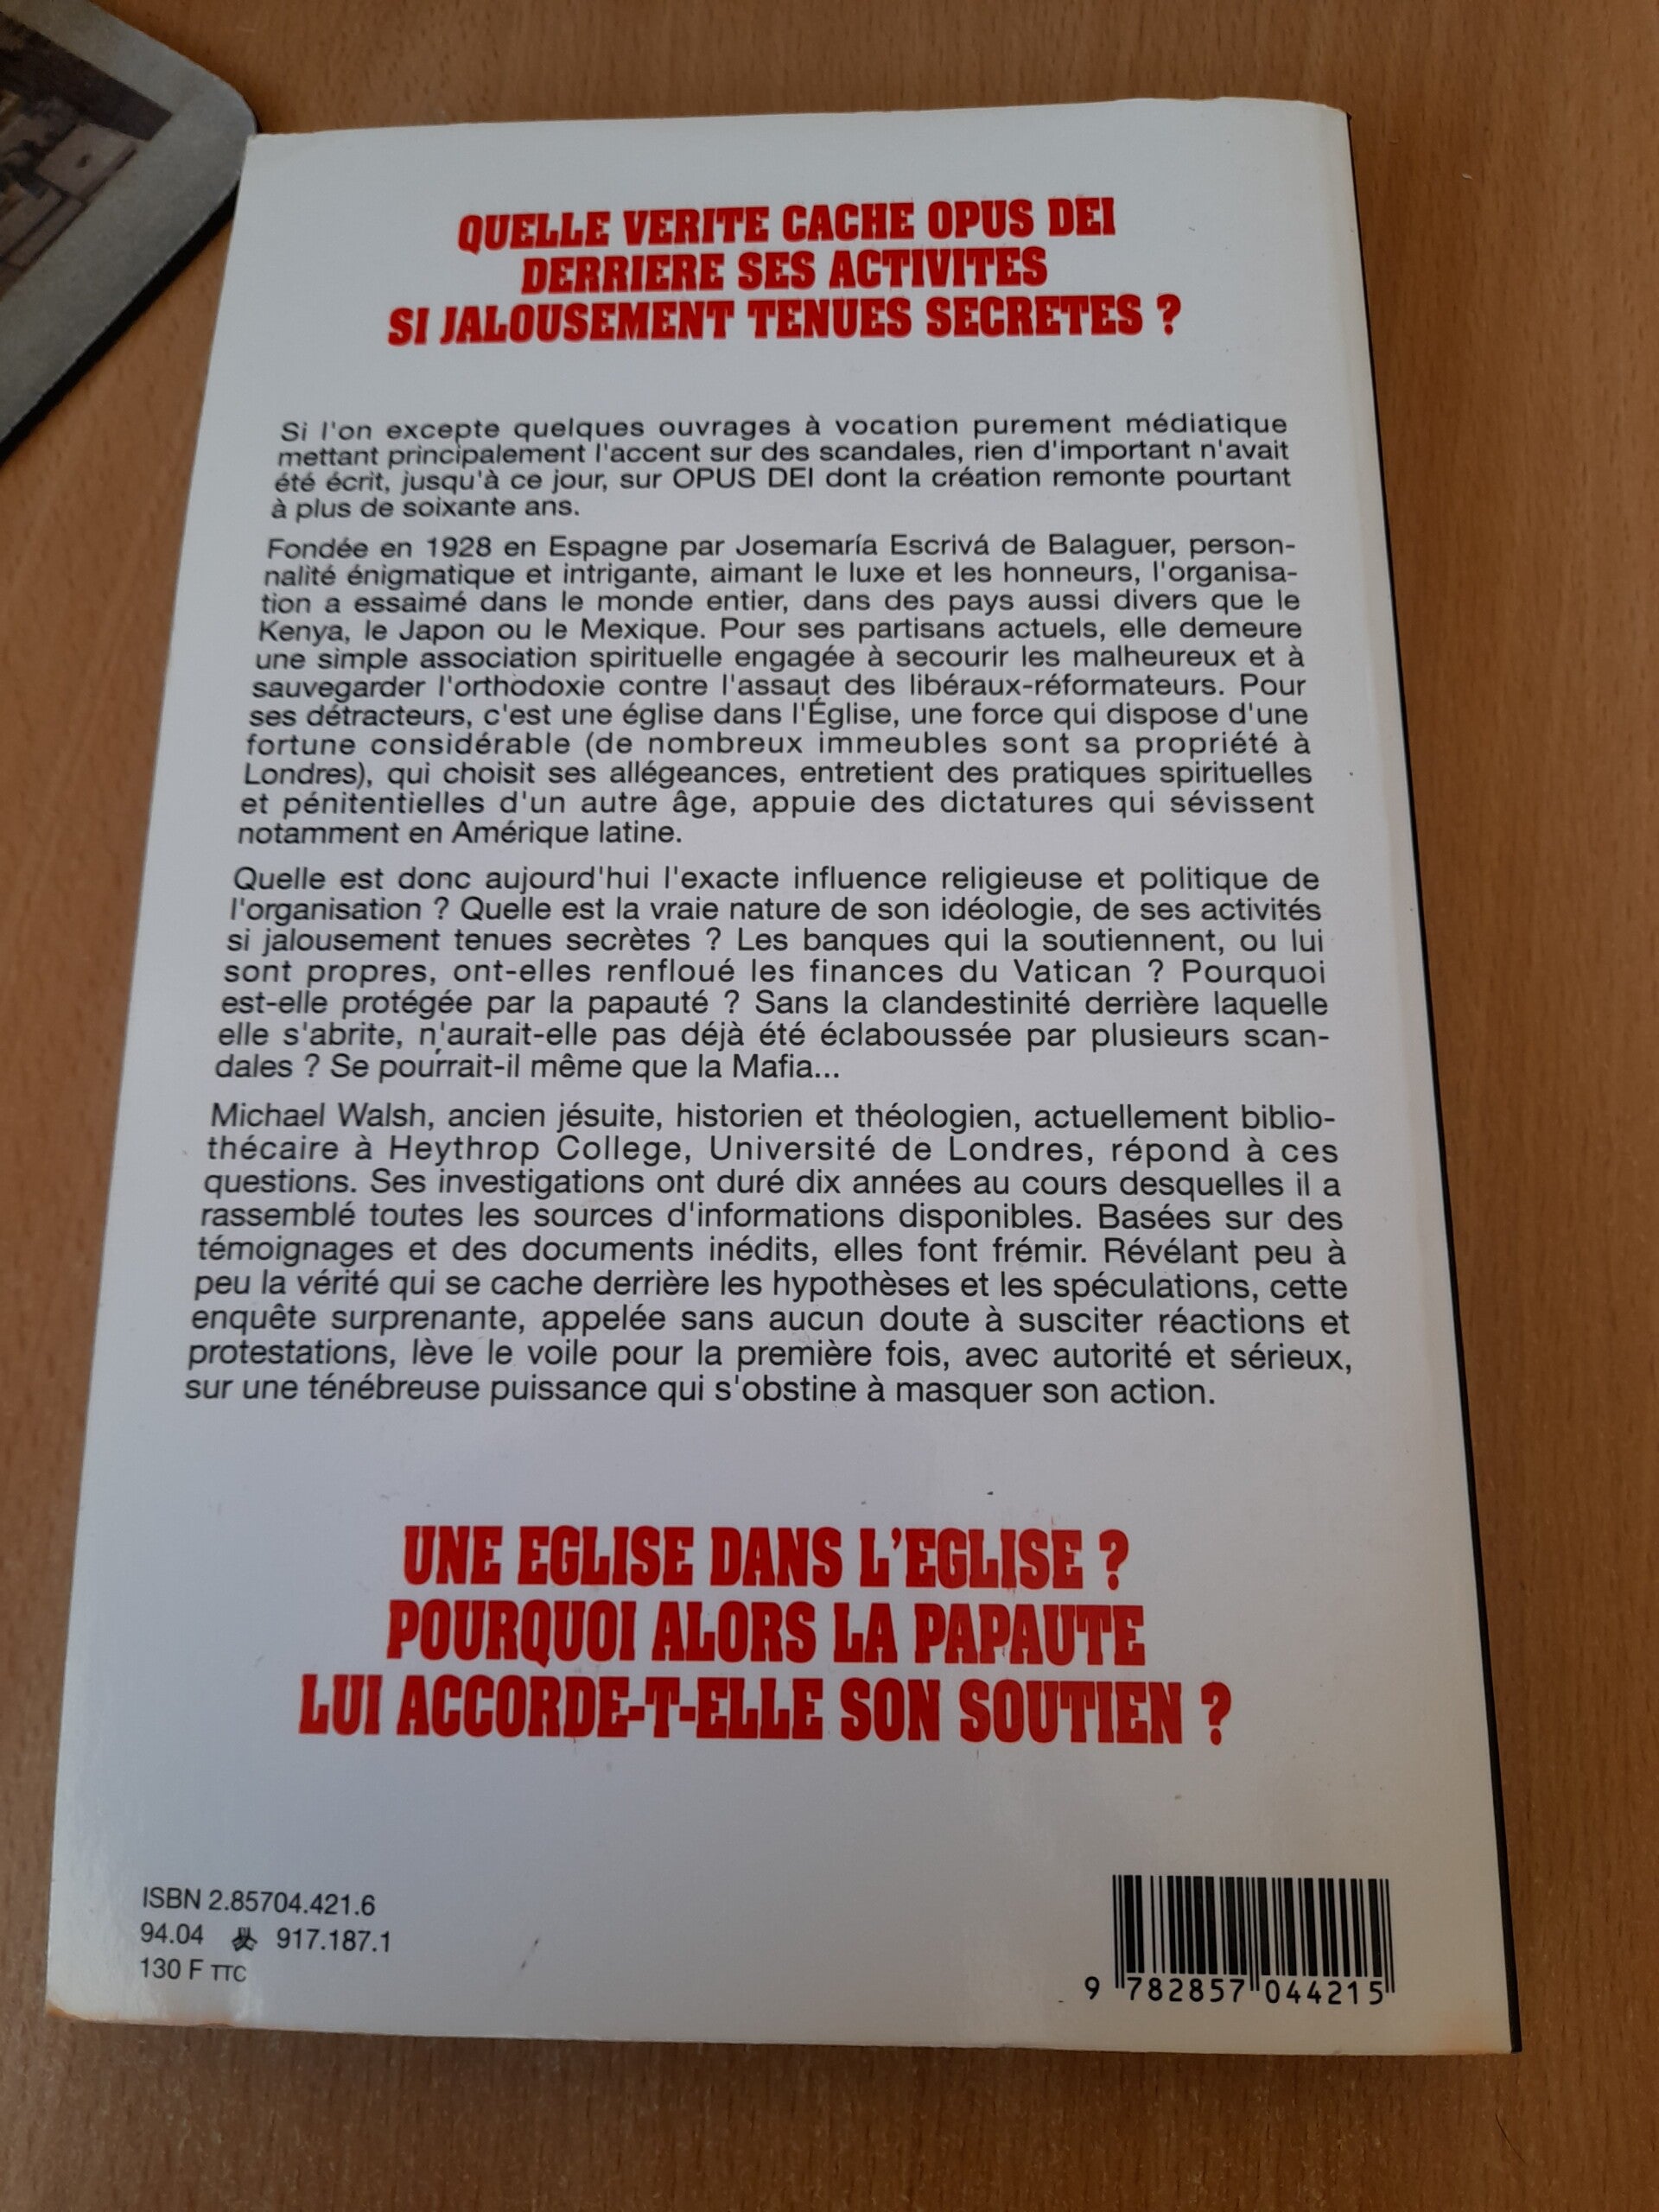 QUELLE VERITE CACHE OPUS DEI
DERRIERE SES ACTIVITES
SI JALOUSEMENT TENUES SECRETES ?
Si l'on excepte quelques ouvrages à vocation purement médiatique
mettant principalement l'accent sur des scandales, rien d'important n'avait
été écrit, jusqu'à ce jour, sur OPUS DEI dont la création remonte pourtant
à plus de soixante ans.
Fondée en 1928 en Espagne par Josemaría Escrivá de Balaguer, person-
nalité énigmatique et intrigante, aimant le luxe et les honneurs, l'organisa-
tion a essaimé dans le monde entier, dans des pays aussi divers que le
Kenya, le Japon ou le Mexique. Pour ses partisans actuels, elle demeure
une simple association spirituelle engagée à secourir les malheureux et à
sauvegarder l'orthodoxie contre l'assaut des libéraux-réformateurs. Pour
ses détracteurs, c'est une église dans l'Église, une force qui dispose d'une
fortune considérable (de nombreux immeubles sont sa propriété à
Londres), qui choisit ses allégeances, entretient des pratiques spirituelles
et pénitentielles d'un autre âge, appuie des dictatures qui sévissent
notamment en Amérique latine.
Quelle est donc aujourd'hui l'exacte influence religieuse et politique de
l'organisation ? Quelle est la vraie nature de son idéologie, de ses activités
si jalousement tenues secrètes ? Les banques qui la soutiennent, ou lui
sont propres, ont-elles renfloué les finances du Vatican ? Pourquoi
est-elle protégée par la papauté ? Sans la clandestinité derrière laquelle
elle s'abrite, n'aurait-elle pas déjà été éclaboussée par plusieurs scan-
dales ? Se pourrait-il même que la Mafia...
Michael Walsh, ancien jésuite, historien et théologien, actuellement biblio-
thécaire à Heythrop College, Université de Londres, répond à ces
questions. Ses investigations ont duré dix années au cours desquelles il a
rassemblé toutes les sources d'informations disponibles. Basées sur des
témoignages et des documents inédits, elles font frémir. Révélant peu à
peu la vérité qui se cache derrière les hypothèses et les spéculations, cette
enquête surprenante, appelée sans aucun doute à susciter réactions et
protestations, lève le voile pour la première fois, avec autorité et sérieux,
sur une ténébreuse puissance qui s'obstine à masquer son action.
UNE EGLISE DANS L'EGLISE ?
POURQUOI ALORS LA PAPAUTE
LUI ACCORDE-T-ELLE SON SOUTIEN ?
ISBN 2.85704.421.6
94.04 917.187.1
130 F TTC
9 782857 044215